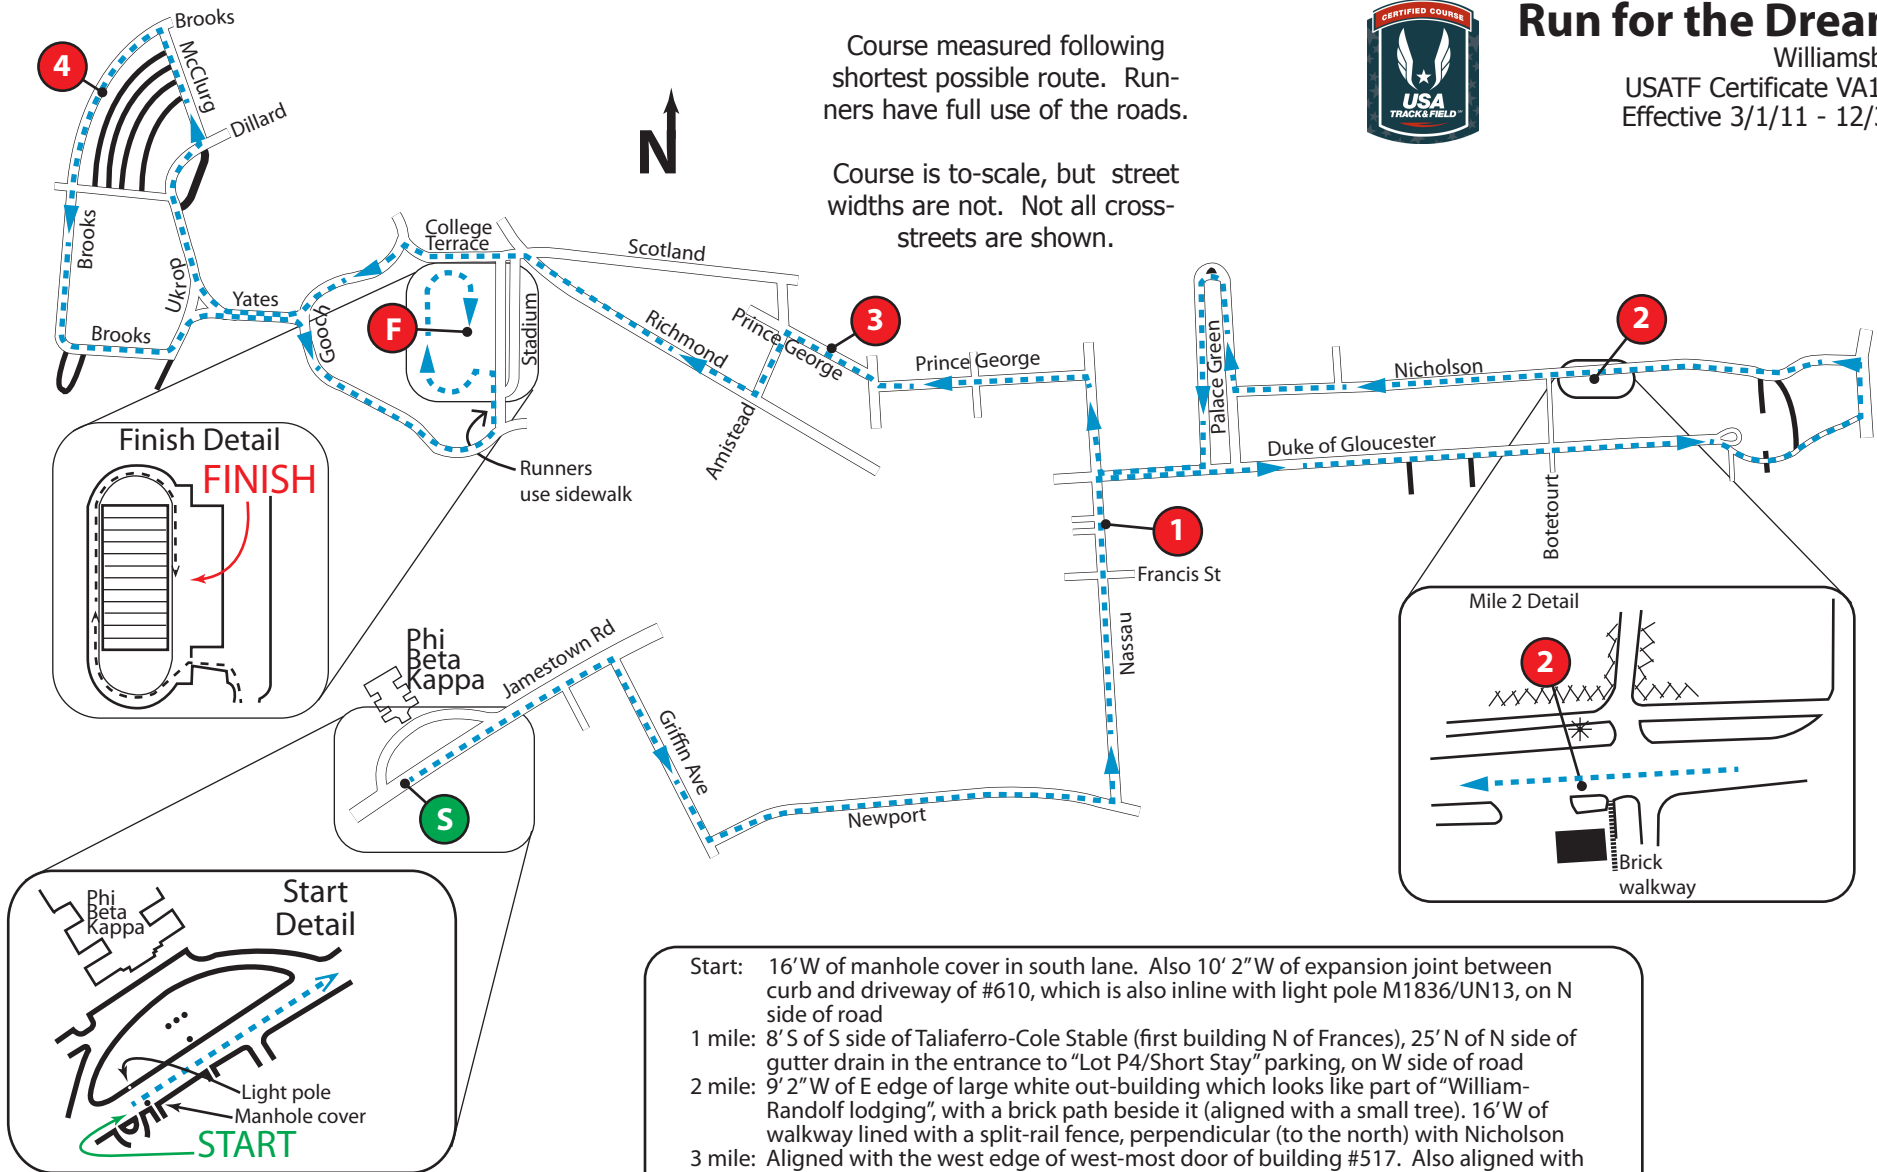 Brooks
4
McClurg
Dillard
Brooks
Ukrop
Yates
Brooks
Gooch
N
Course measured following
shortest possible route. Run-
ners have full use of the roads.
Course is to-scale, but street
widths are not. Not all cross-
streets are shown.
CERTIFIED COURSE
USA
TRACK & FIELD
Run for the Drea
Williamsb
USATF Certificate VA1
Effective 3/1/11 - 12/3
College
Terrace
Scotland
F
Stadium
Richmond
Prince George
3
Prince George
Amistead
Runners
use sidewalk
Palace Green
Nicholson
2
Duke of Gloucester
Botetourt
1
Francis St
Nassau
Finish Detail
FINISH
Phi
Beta
Kappa
Jamestown Rd
Griffin Ave
S
Newport
Mile 2 Detail
2
Brick
walkway
Start
Detail
Phi
Beta
Kappa
Light pole
Manhole cover
START
Start: 16' W of manhole cover in south lane. Also 10' 2" W of expansion joint between
curb and driveway of #610, which is also inline with light pole M1836/UN13, on N
side of road
1 mile: 8' S of S side of Taliaferro-Cole Stable (first building N of Frances), 25' N of N side of
gutter drain in the entrance to "Lot P4/Short Stay" parking, on W side of road
2 mile: 9' 2" W of E edge of large white out-building which looks like part of "William-
Randolf lodging", with a brick path beside it (aligned with a small tree). 16' W of
walkway lined with a split-rail fence, perpendicular (to the north) with Nicholson
3 mile: Aligned with the west edge of west-most door of building #517. Also aligned with